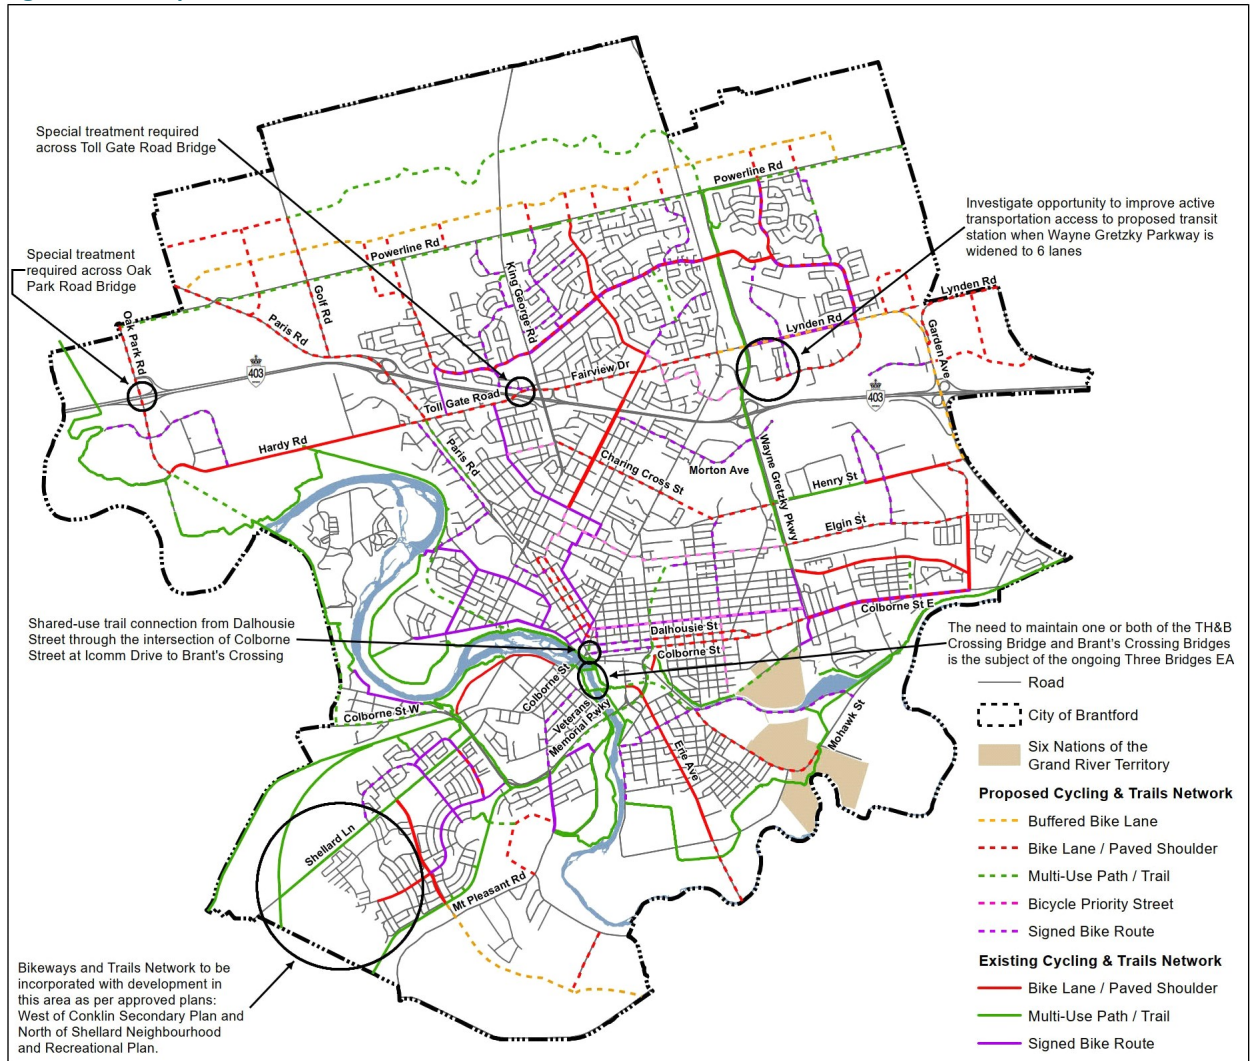 Special treatment required
across Toll Gate Road Bridge
Powerline Rd
Investigate opportunity to improve active
transportation access to proposed transit
station when Wayne Gretzky Parkway is
widened to 6 lanes
Special treatment
required across Oak
Park Road Bridge
Powerline Rd
King George Rd
Golf Rd
Oak Park Rd
Paris Rd
Lynden Rd
Lynden Rd
Garden Ave
403
Fairview Dr
403
Toll Gate Road
Hardy Rd
Paris Rd
Charing Cross St
Morton Ave
Wayne Gretzky Pkwy
Henry St
Elgin St
Colborne St E
Shared-use trail connection from Dalhousie
Street through the intersection of Colborne
Street at Icomm Drive to Brant's Crossing
Dalhousie St
Colborne St
The need to maintain one or both of the TH&B
Crossing Bridge and Brant's Crossing Bridges
is the subject of the ongoing Three Bridges EA
Colborne St
Colborne St W
Veterans
Memorial Pwky
Erie Ave
Mohawk St
Shellard Ln
Mt Pleasant Rd
Bikeways and Trails Network to be
incorporated with development in
this area as per approved plans:
West of Conklin Secondary Plan and
North of Shellard Neighbourhood
and Recreational Plan.
Road
City of Brantford
Six Nations of the
Grand River Territory
Proposed Cycling & Trails Network
Buffered Bike Lane
Bike Lane / Paved Shoulder
Multi-Use Path / Trail
Bicycle Priority Street
Signed Bike Route
Existing Cycling & Trails Network
Bike Lane / Paved Shoulder
Multi-Use Path / Trail
Signed Bike Route